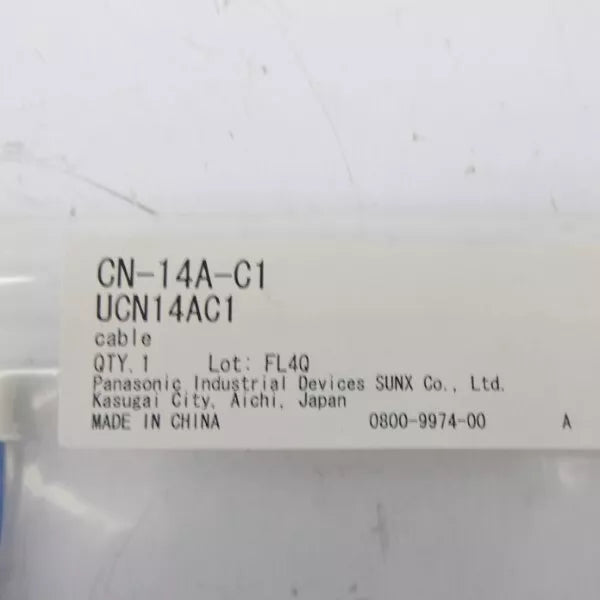 CN-14A-C1
UCN14AC1
cable
QTY. 1 Lot: FL4Q
Panasonic Industrial Devices SUNX Co., Ltd.
Kasugai City, Aichi, Japan
MADE IN CHINA 0800-9974-00 A